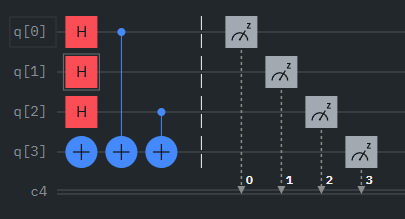 q[0] H z
q[1] H z
q[2] H z
q[3] + + + z
c4 0 1 2 3